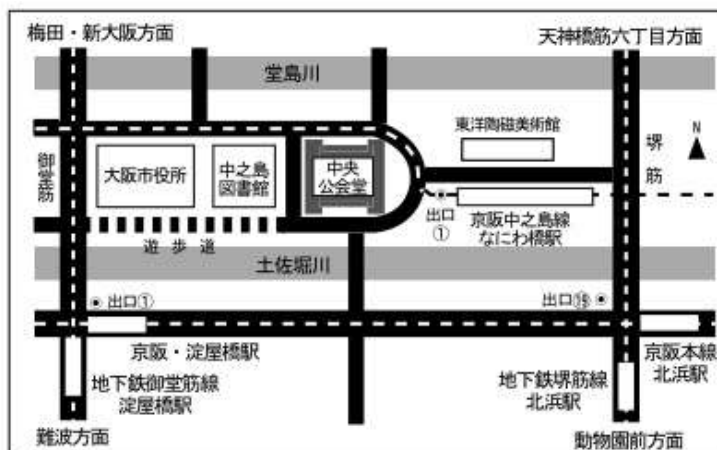 梅田・新大阪方面
天神橋筋六丁目方面
堂島川
東洋陶磁美術館
N
御堂筋
大阪市役所
中之島
図書館
中央
公会堂
堺筋
出口
①
京阪中之島線
なにわ橋駅
遊歩道
土佐堀川
出口①
出口⑲
京阪・淀屋橋駅
京阪本線
北浜駅
地下鉄御堂筋線
淀屋橋駅
地下鉄堺筋線
北浜駅
難波方面
動物園前方面